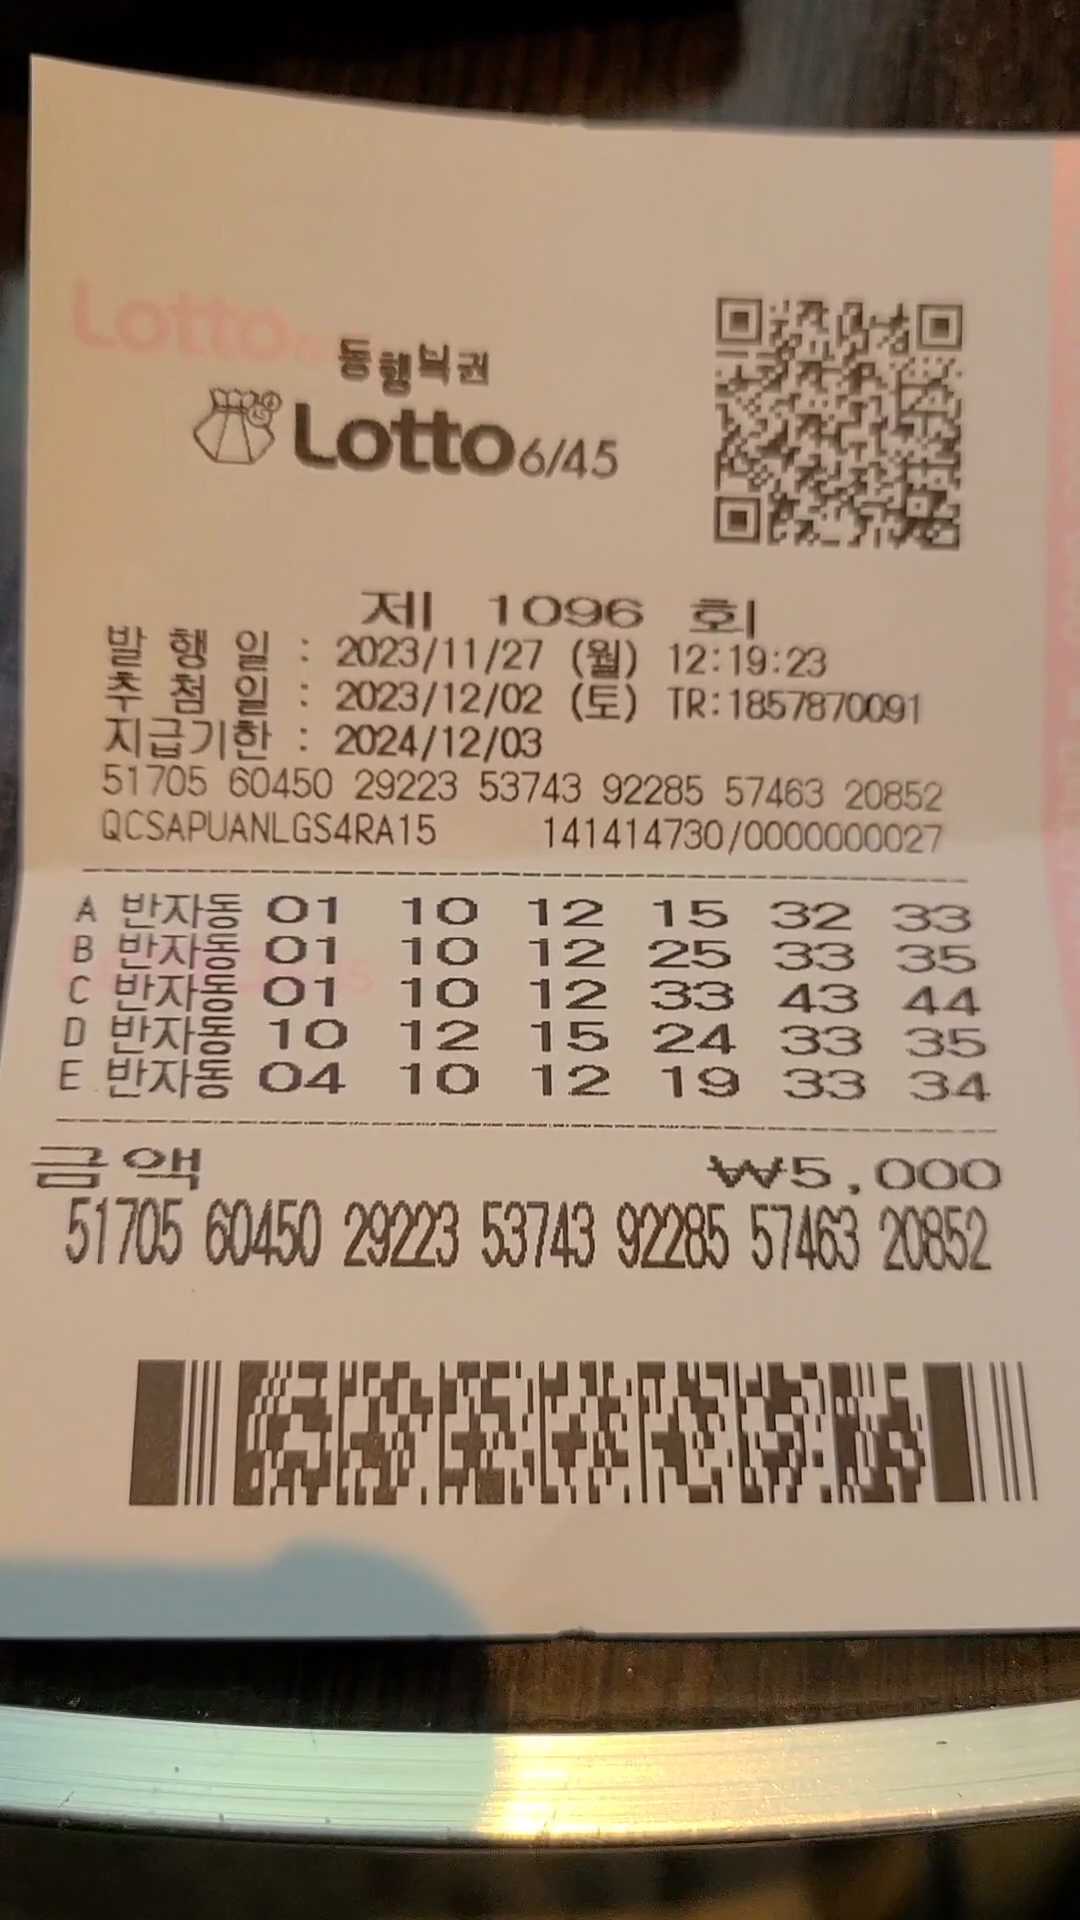 Lotto
동행복권
Lotto6/45
제 1096 회
발 행 일 : 2023/11/27 (월) 12:19:23
추 첨 일 : 2023/12/02 (토) TR:1857870091
지급기한 : 2024/12/03
51705 60450 29223 53743 92285 57463 20852
QCSAPUANLGS4RA15 141414730/0000000027
A 반자동 01 10 12 15 32 33
B 반자동 01 10 12 25 33 35
C 반자동 01 10 12 33 43 44
D 반자동 10 12 15 24 33 35
E 반자동 04 10 12 19 33 34
금액 ₩5,000
51705 60450 29223 53743 92285 57463 20852